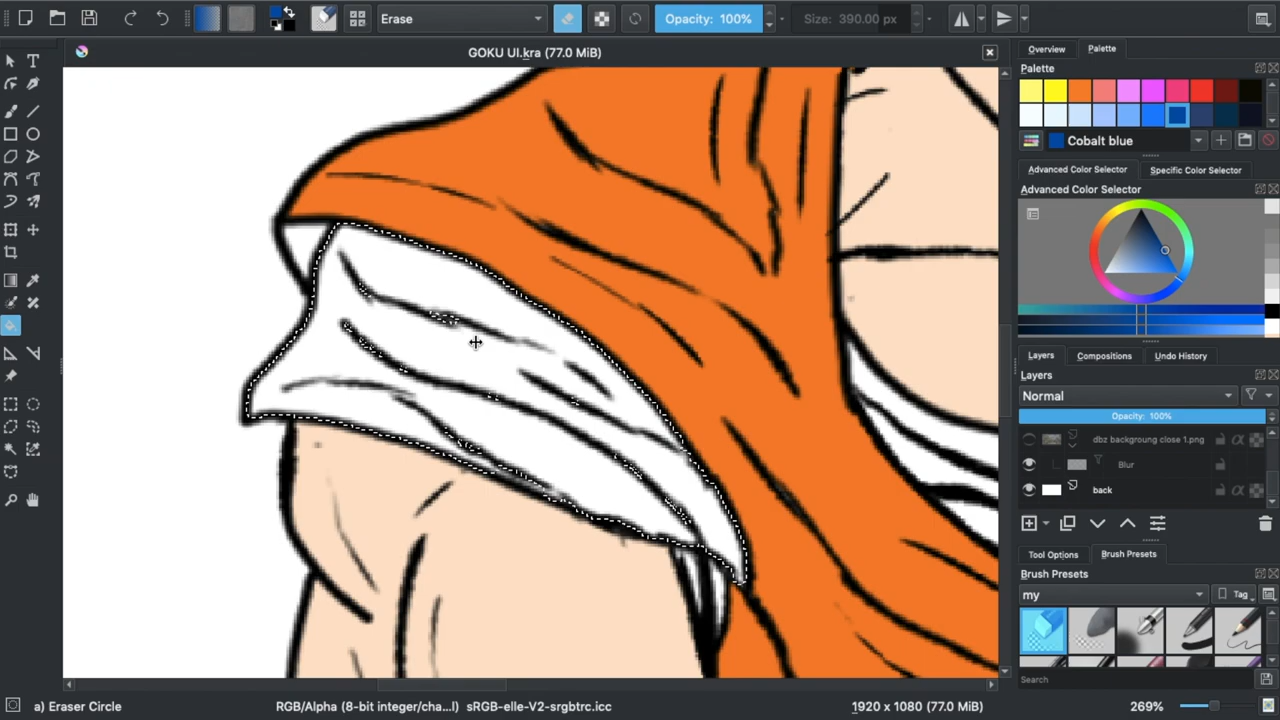 Erase
Opacity: 100%
Size: 390.00 px
GOKU UI.kra (77.0 MiB)
Overview
Palette
Palette
Cobalt blue
Advanced Color Selector
Specific Color Selector
Advanced Color Selector
Layers
Compositions
Undo History
Layers
Normal
Opacity: 100%
dbz backgroung close 1.png
Blur
back
Tool Options
Brush Presets
Brush Presets
my
Tag
Search
a) Eraser Circle
RGB/Alpha (8-bit integer/cha...l) sRGB-elle-V2-srgbtrc.icc
1920 x 1080 (77.0 MiB)
269%